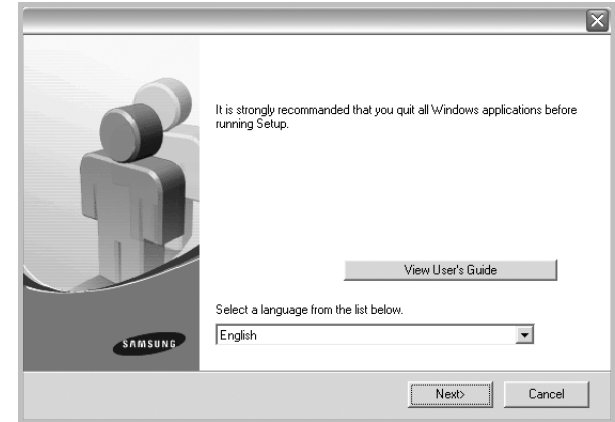 It is strongly recommanded that you quit all Windows applications before
running Setup.
View User's Guide
Select a language from the list below.
English
SAMSUNG
Next>
Cancel